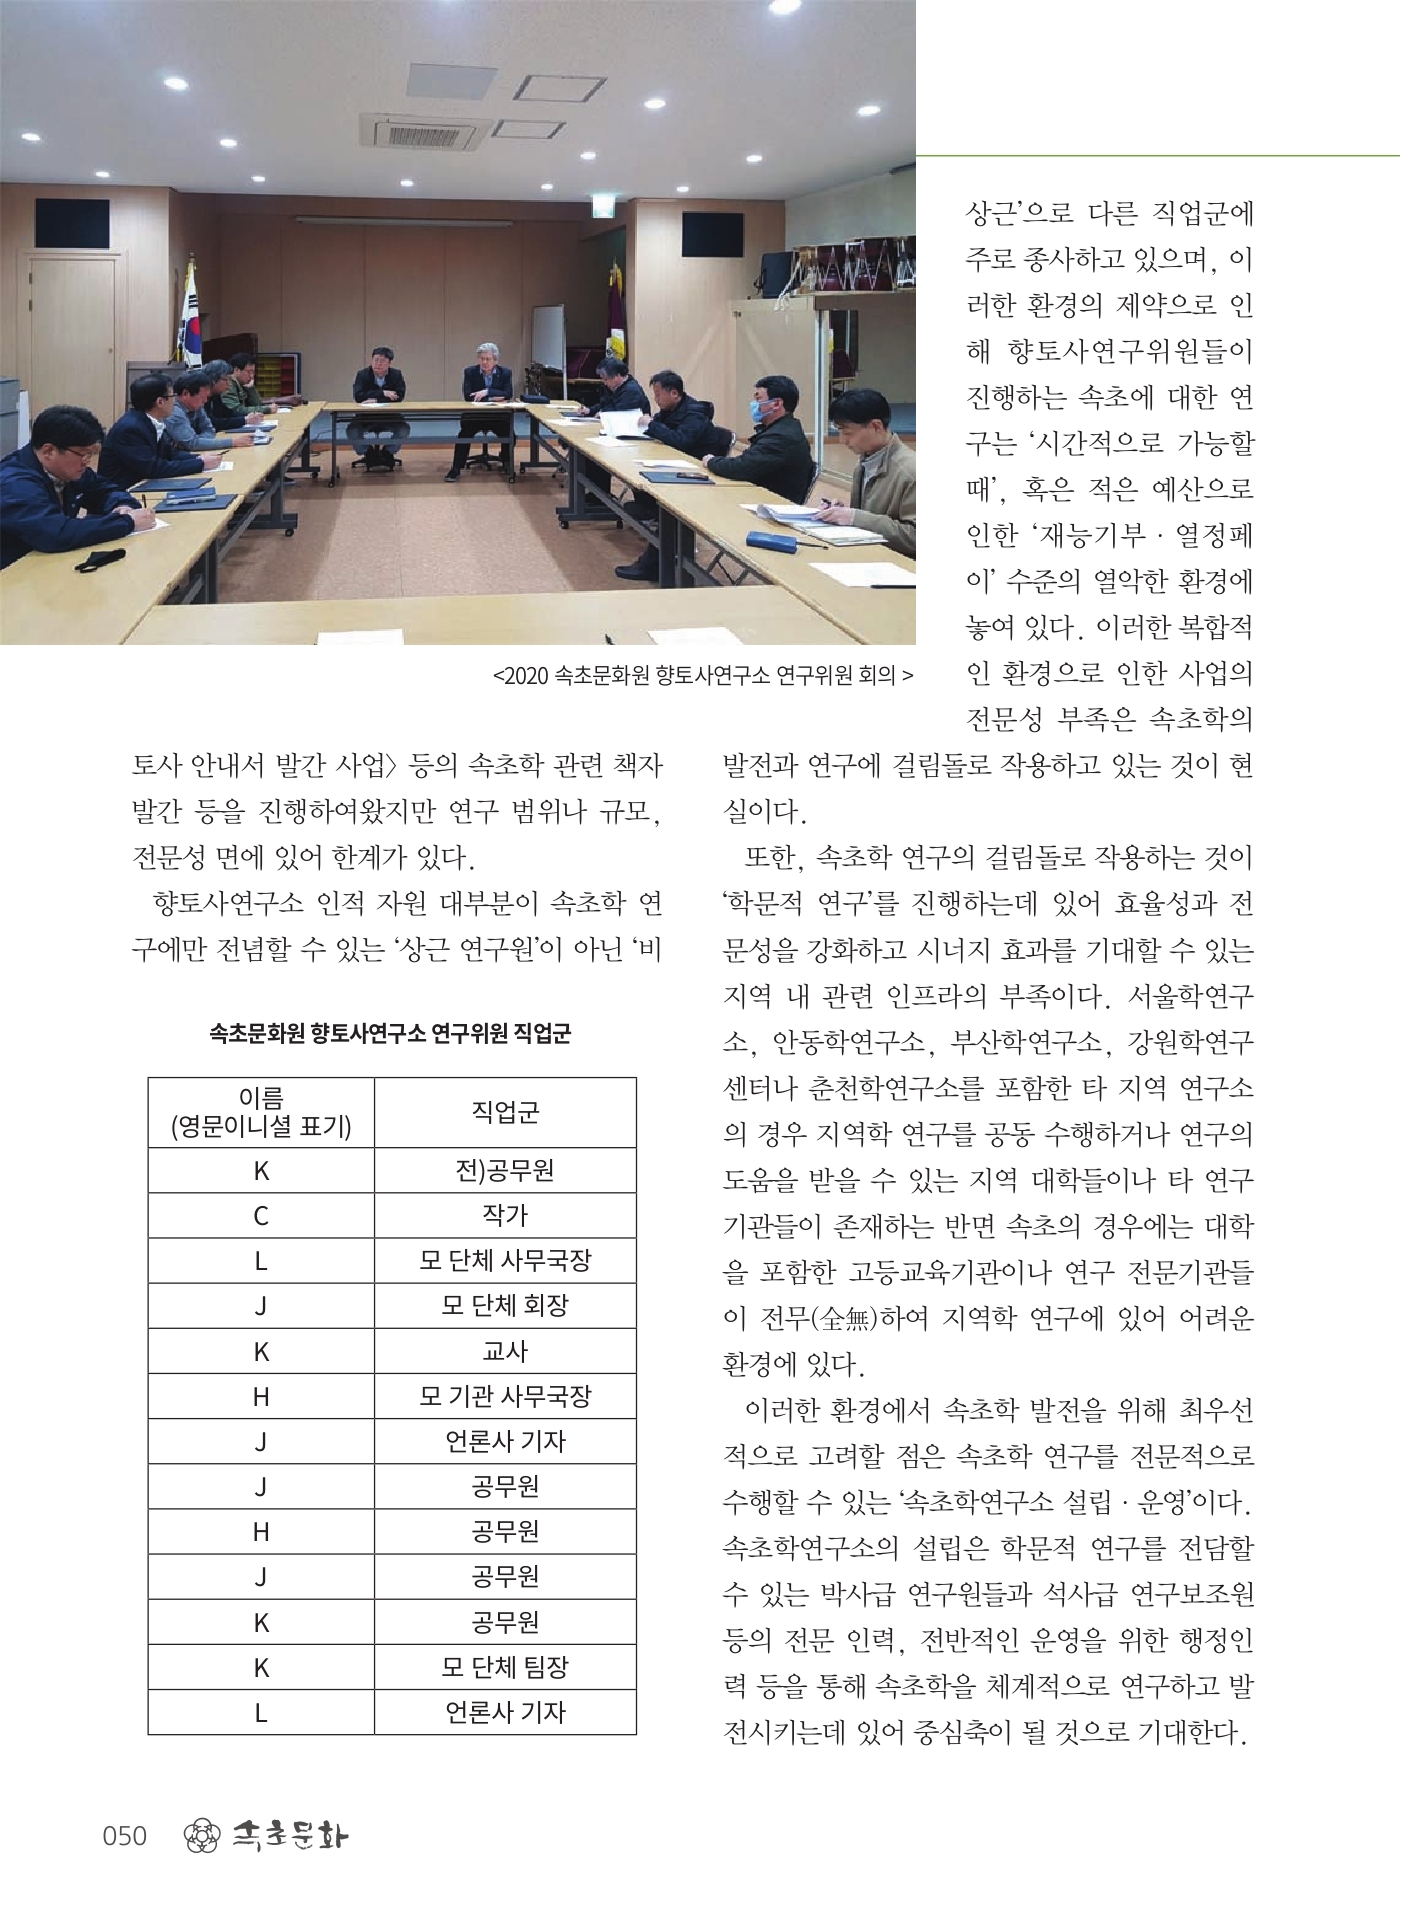 <2020 속초문화원 향토사연구소 연구위원 회의 >
토사 안내서 발간 사업〉 등의 속초학 관련 책자
발간 등을 진행하여왔지만 연구 범위나 규모,
전문성 면에 있어 한계가 있다.
향토사연구소 인적 자원 대부분이 속초학 연
구에만 전념할 수 있는 ‘상근 연구원’이 아닌 ‘비
속초문화원 향토사연구소 연구위원 직업군
이름
(영문이니셜 표기) 직업군
K 전)공무원
C 작가
L 모 단체 사무국장
J 모 단체 회장
K 교사
H 모 기관 사무국장
J 언론사 기자
J 공무원
H 공무원
J 공무원
K 공무원
K 모 단체 팀장
L 언론사 기자
상근’으로 다른 직업군에
주로 종사하고 있으며, 이
러한 환경의 제약으로 인
해 향토사연구위원들이
진행하는 속초에 대한 연
구는 ‘시간적으로 가능할
때’, 혹은 적은 예산으로
인한 ‘재능기부 · 열정페
이’ 수준의 열악한 환경에
놓여 있다. 이러한 복합적
인 환경으로 인한 사업의
전문성 부족은 속초학의
발전과 연구에 걸림돌로 작용하고 있는 것이 현
실이다.
또한, 속초학 연구의 걸림돌로 작용하는 것이
‘학문적 연구’를 진행하는데 있어 효율성과 전
문성을 강화하고 시너지 효과를 기대할 수 있는
지역 내 관련 인프라의 부족이다. 서울학연구
소, 안동학연구소, 부산학연구소, 강원학연구
센터나 춘천학연구소를 포함한 타 지역 연구소
의 경우 지역학 연구를 공동 수행하거나 연구의
도움을 받을 수 있는 지역 대학들이나 타 연구
기관들이 존재하는 반면 속초의 경우에는 대학
을 포함한 고등교육기관이나 연구 전문기관들
이 전무(全無)하여 지역학 연구에 있어 어려운
환경에 있다.
이러한 환경에서 속초학 발전을 위해 최우선
적으로 고려할 점은 속초학 연구를 전문적으로
수행할 수 있는 ‘속초학연구소 설립 · 운영’이다.
속초학연구소의 설립은 학문적 연구를 전담할
수 있는 박사급 연구원들과 석사급 연구보조원
등의 전문 인력, 전반적인 운영을 위한 행정인
력 등을 통해 속초학을 체계적으로 연구하고 발
전시키는데 있어 중심축이 될 것으로 기대한다.
050 속초문화